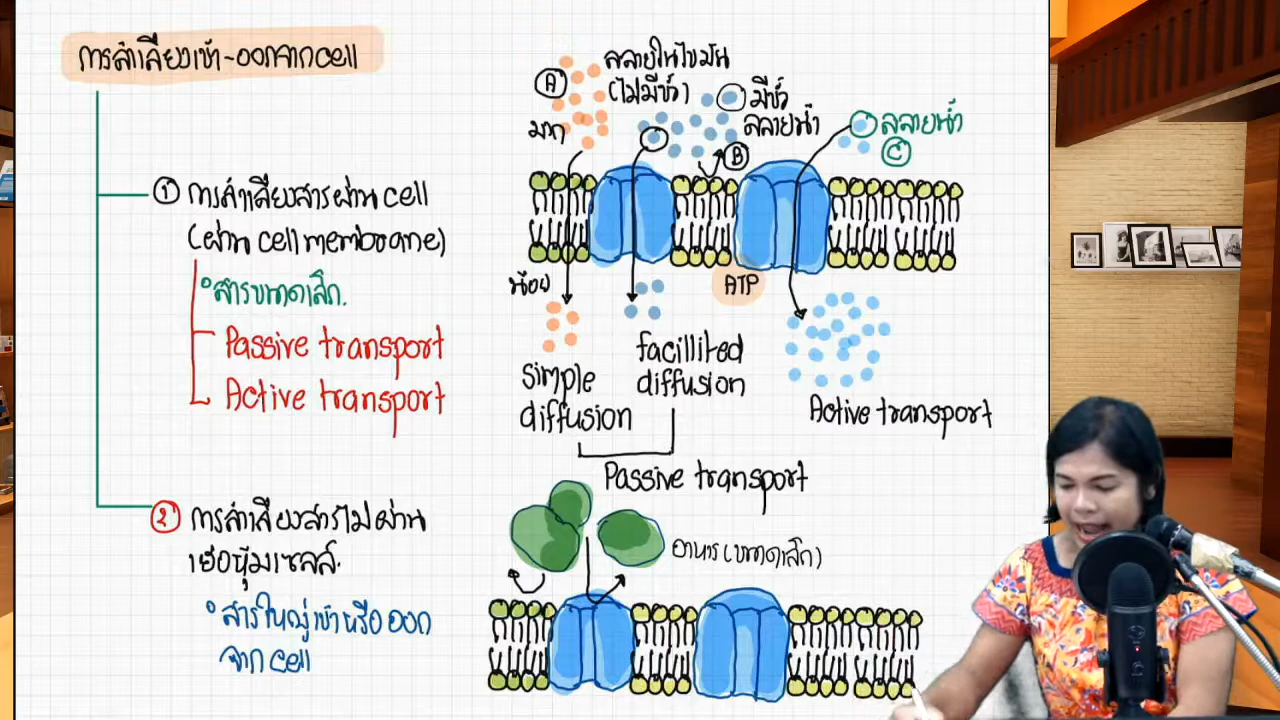 การลำเลียงเข้า-ออกจาก cell
① การลำเลียงสารผ่าน cell
(ผ่าน cell membrane)
สารขนาดเล็ก.
Passive transport
Active transport
② การลำเลียงสารไม่ผ่าน
เยื่อหุ้มเซลล์.
สารใหญ่เข้าหรือออก
จาก cell
A
ละลายในไขมัน
(ไม่มีขั้ว)
มาก
มีขั้ว
ละลายน้ำ
B
ละลายน้ำ
C
น้อย
ATP
simple
diffusion
facillited
diffusion
Active transport
Passive transport
อาหาร (ขนาดเล็ก)